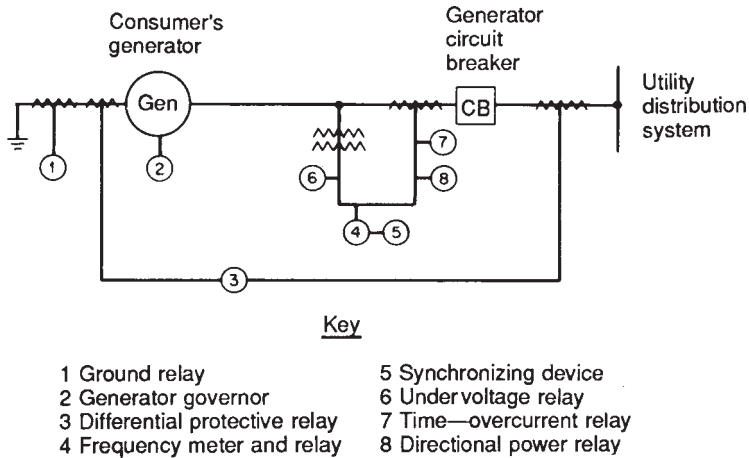 Consumer's
generator
Generator
circuit
breaker
Utility
distribution
system
Gen
CB
1
2
3
4
5
6
7
8
Key
1 Ground relay
2 Generator governor
3 Differential protective relay
4 Frequency meter and relay
5 Synchronizing device
6 Undervoltage relay
7 Time—overcurrent relay
8 Directional power relay